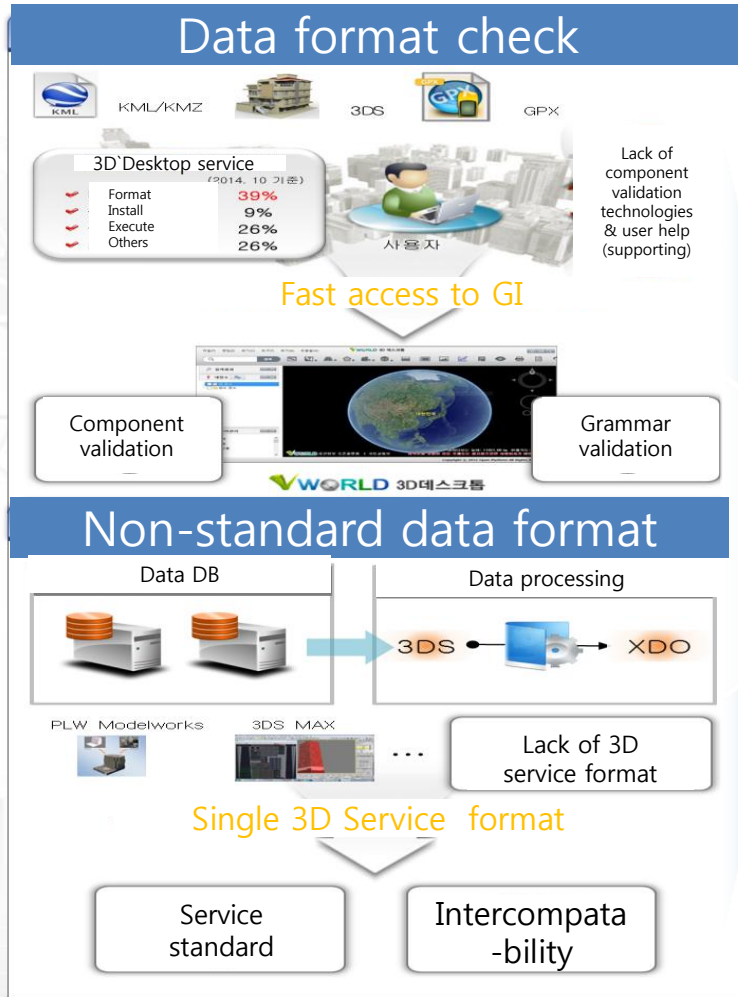 Data format check
KML
KML/KMZ
3DS
GPX
GPX
3D`Desktop service
(2014. 10 기준)
Format 39%
Install 9%
Execute 26%
Others 26%
사용자
Lack of
component
validation
technologies
& user help
(supporting)
Fast access to GI
Component
validation
Grammar
validation
VWORLD 3D데스크톱
Non-standard data format
Data DB
Data processing
3DS
XDO
PLW Modelworks
3DS MAX
...
Lack of 3D
service format
Single 3D Service format
Service
standard
Intercompata
-bility